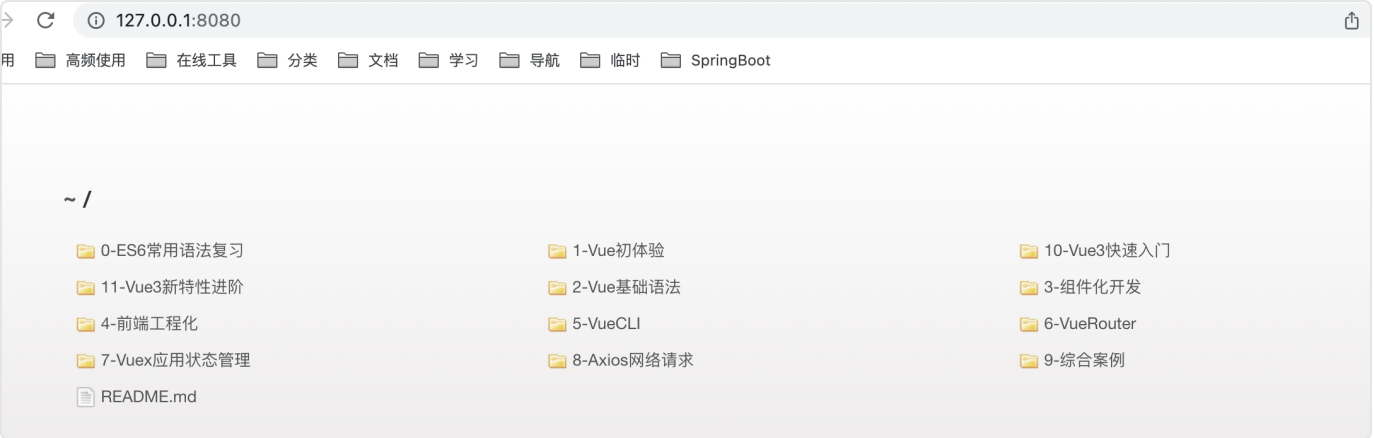 127.0.0.1:8080
用 高频使用 在线工具 分类 文档 学习 导航 临时 SpringBoot
~ /
0-ES6常用语法复习 1-Vue初体验 10-Vue3快速入门
11-Vue3新特性进阶 2-Vue基础语法 3-组件化开发
4-前端工程化 5-VueCLI 6-VueRouter
7-Vuex应用状态管理 8-Axios网络请求 9-综合案例
README.md